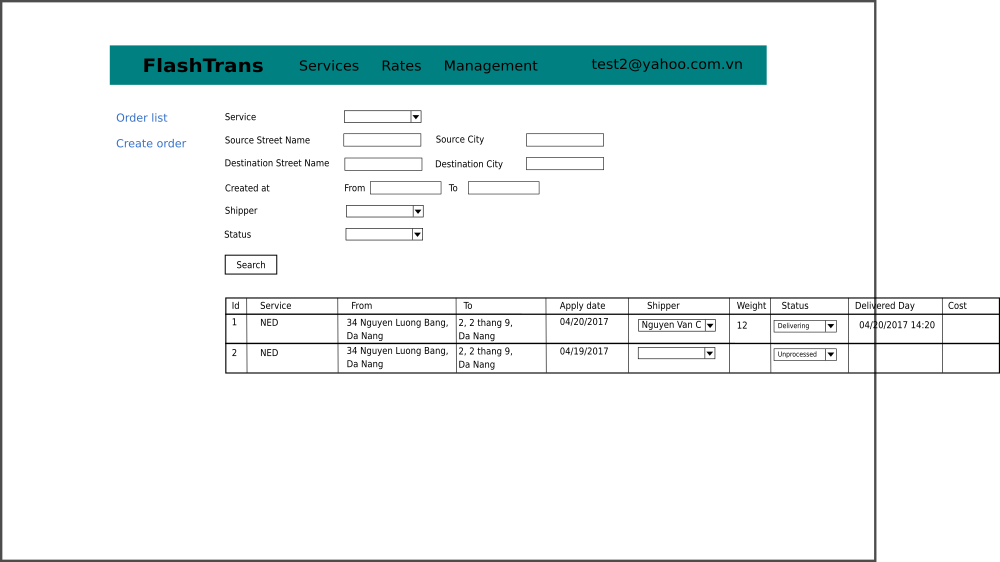 FlashTrans Services Rates Management test2@yahoo.com.vn
Order list
Create order
Service
Source Street Name Source City
Destination Street Name Destination City
Created at From To
Shipper
Status
Search
Id Service From To Apply date Shipper Weight Status Delivered Day Cost
1 NED 34 Nguyen Luong Bang, 2, 2 thang 9, 04/20/2017 Nguyen Van C 12 Delivering 04/20/2017 14:20
Da Nang Da Nang
2 NED 34 Nguyen Luong Bang, 2, 2 thang 9, 04/19/2017 Unprocessed
Da Nang Da Nang